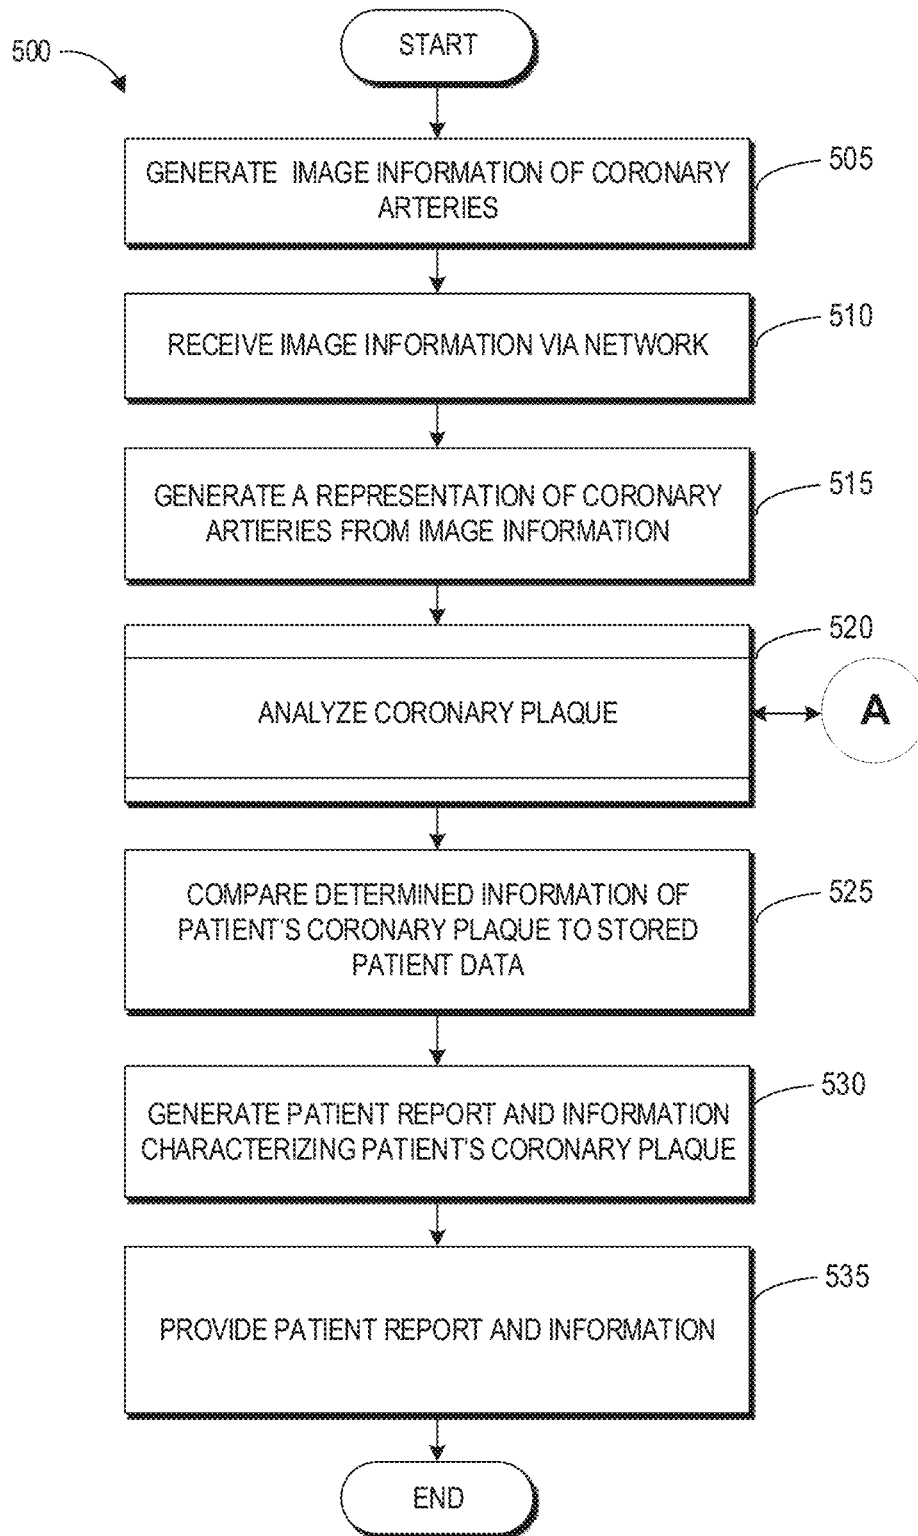 START
500
GENERATE IMAGE INFORMATION OF CORONARY
ARTERIES
505
RECEIVE IMAGE INFORMATION VIA NETWORK
510
GENERATE A REPRESENTATION OF CORONARY
ARTIERIES FROM IMAGE INFORMATION
515
520
ANALYZE CORONARY PLAQUE
A
COMPARE DETERMINED INFORMATION OF
PATIENT'S CORONARY PLAQUE TO STORED
PATIENT DATA
525
GENERATE PATIENT REPORT AND INFORMATION
CHARACTERIZING PATIENT'S CORONARY PLAQUE
530
PROVIDE PATIENT REPORT AND INFORMATION
535
END